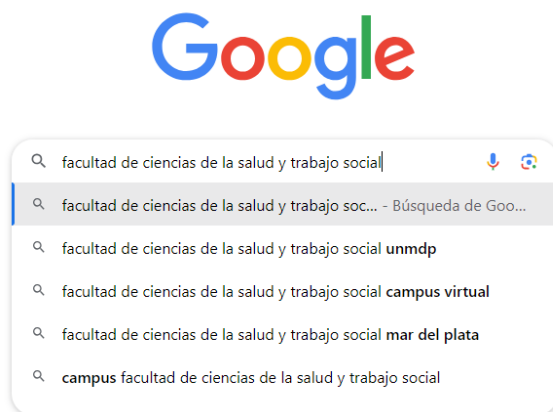 Google
facultad de ciencias de la salud y trabajo social
facultad de ciencias de la salud y trabajo soc... - Búsqueda de Goo...
facultad de ciencias de la salud y trabajo social unmdp
facultad de ciencias de la salud y trabajo social campus virtual
facultad de ciencias de la salud y trabajo social mar del plata
campus facultad de ciencias de la salud y trabajo social